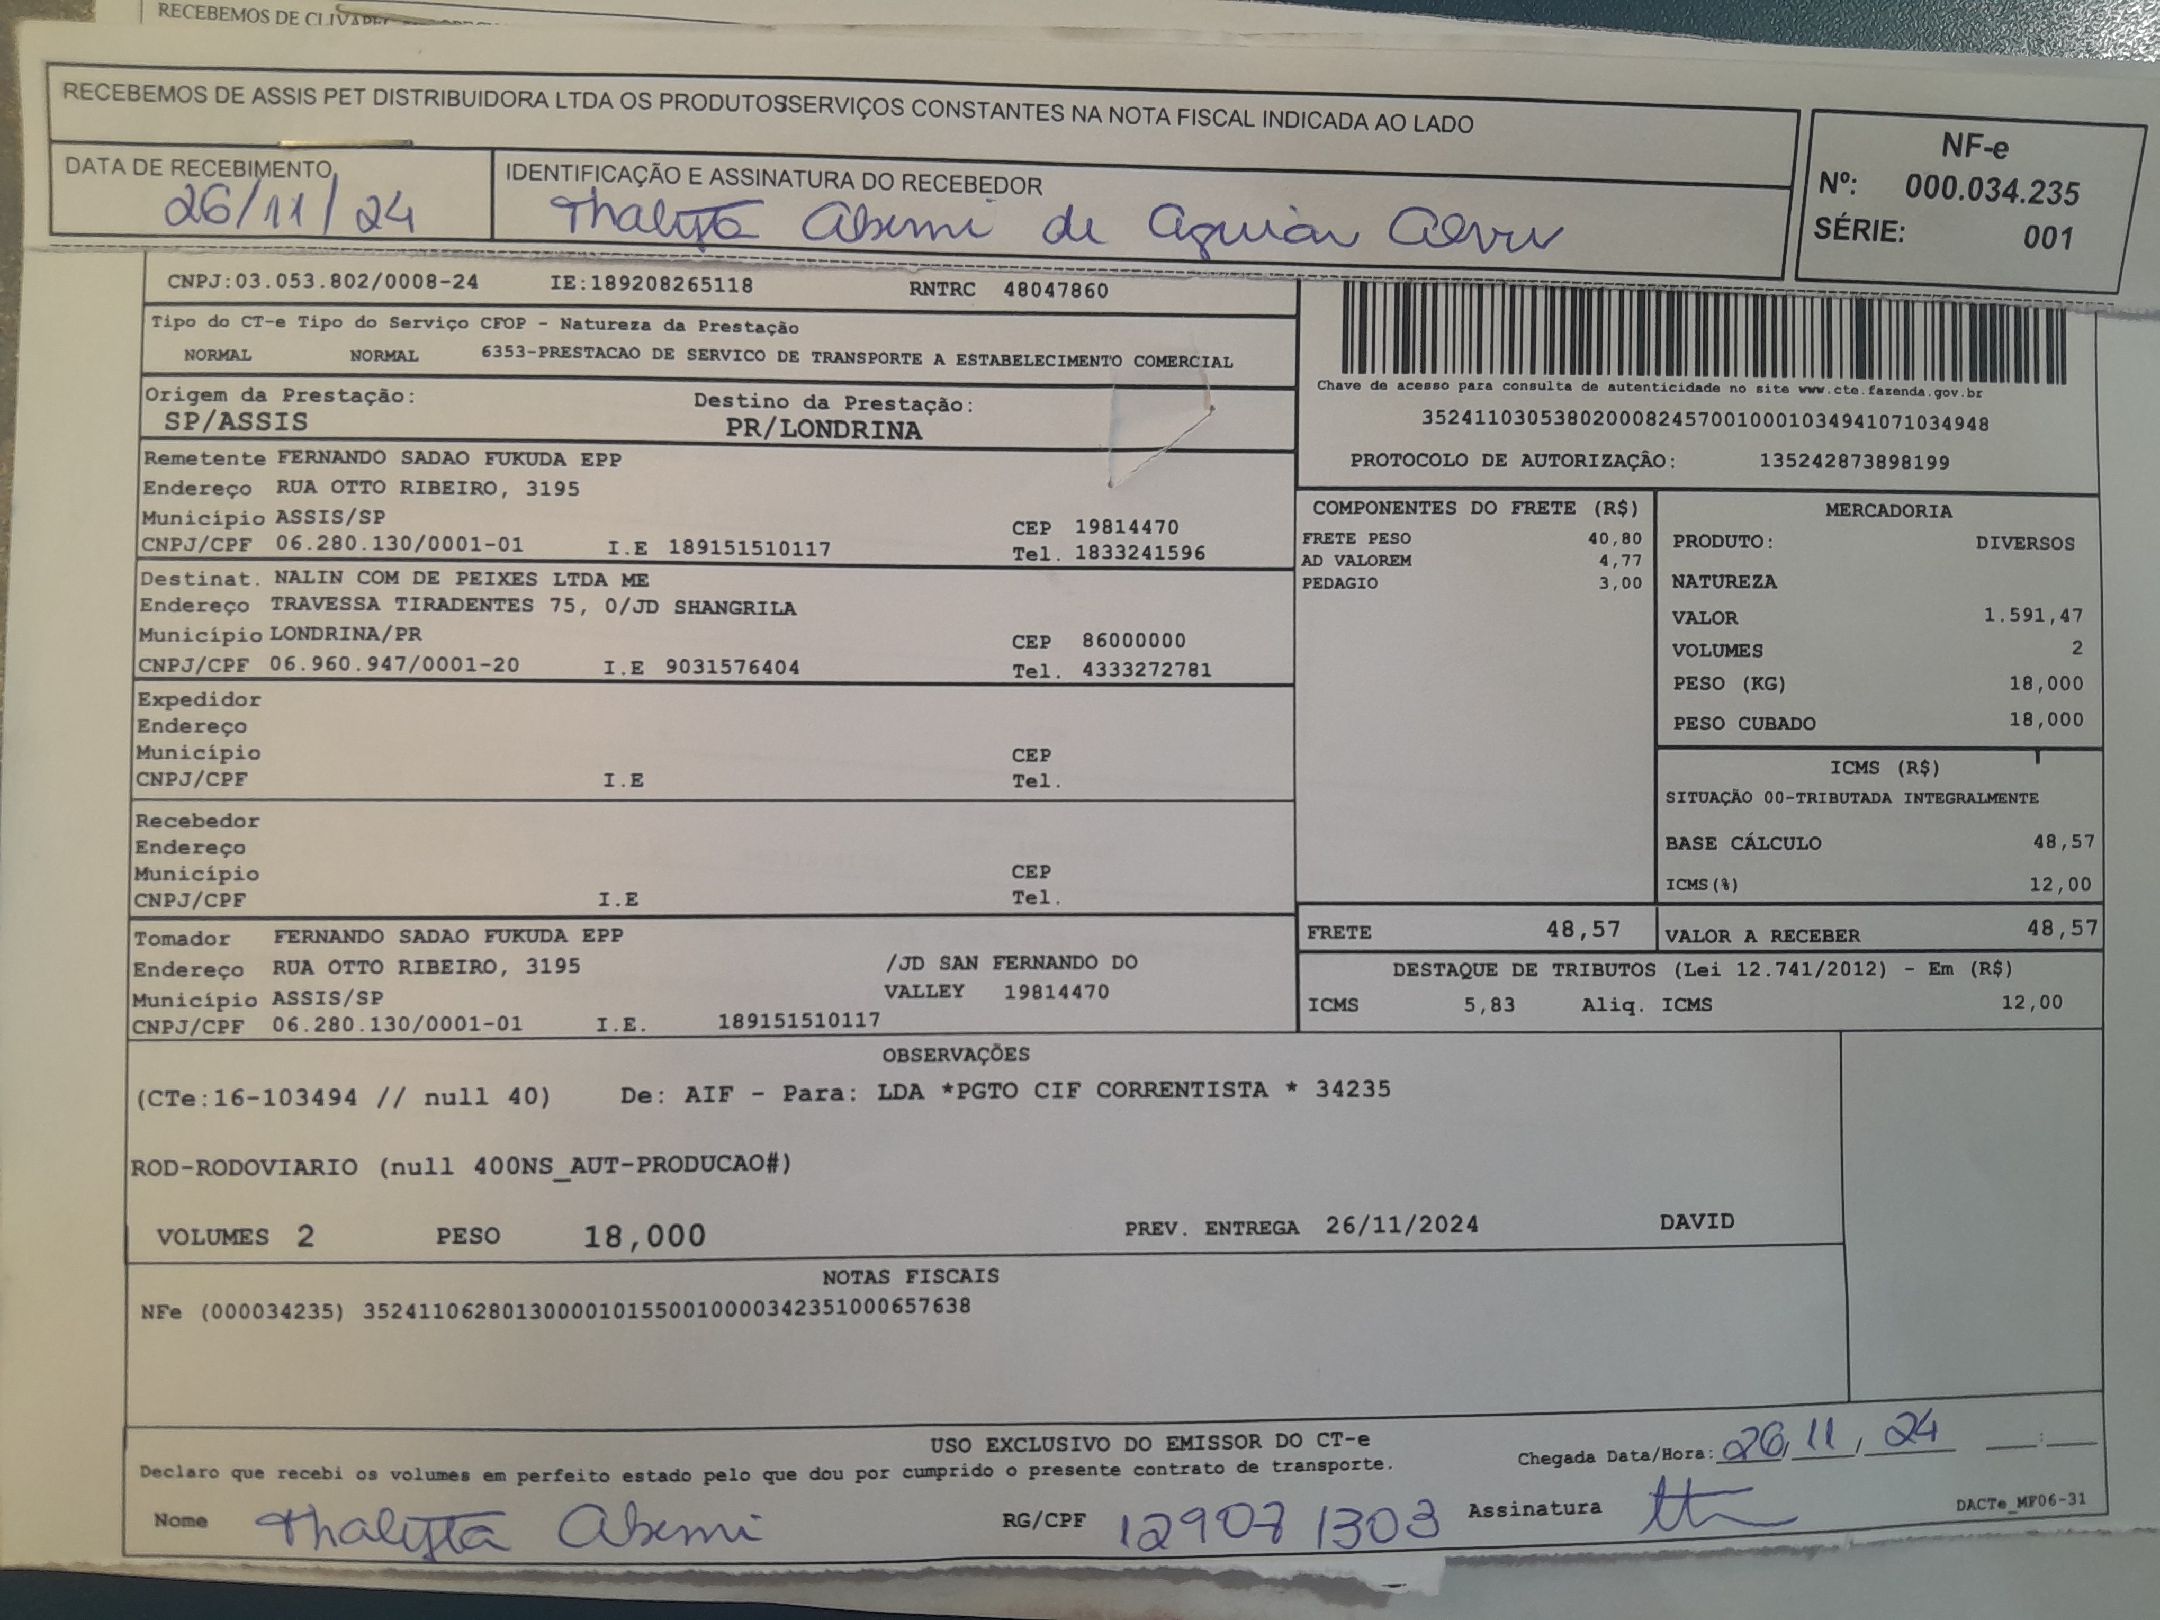 RECEBEMOS DE
RECEBEMOS DE ASSIS PET DISTRIBUIDORA LTDA OS PRODUTOSSERVIÇOS CONSTANTES NA NOTA FISCAL INDICADA AO LADO
NF-e
Nº: 000.034.235
SÉRIE: 001
DATA DE RECEBIMENTO
26/11/24
IDENTIFICAÇÃO E ASSINATURA DO RECEBEDOR
Thalyta de Aguiar
CNPJ:03.053.802/0008-24 IE:189208265118 RNTRC 48047860
Tipo do CT-e Tipo do Serviço CFOP - Natureza da Prestação
NORMAL NORMAL 6353-PRESTACAO DE SERVICO DE TRANSPORTE A ESTABELECIMENTO COMERCIAL
Origem da Prestação: Destino da Prestação:
SP/ASSIS PR/LONDRINA
Chave de acesso para consulta de autenticidade no site www.cte.fazenda.gov.br
35241103053802000824570010001034941071034948
PROTOCOLO DE AUTORIZAÇÃO: 135242873898199
Remetente FERNANDO SADAO FUKUDA EPP
Endereço RUA OTTO RIBEIRO, 3195
Município ASSIS/SP CEP 19814470
CNPJ/CPF 06.280.130/0001-01 I.E 189151510117 Tel. 1833241596
Destinat. NALIN COM DE PEIXES LTDA ME
Endereço TRAVESSA TIRADENTES 75, 0/JD SHANGRILA
Município LONDRINA/PR CEP 86000000
CNPJ/CPF 06.960.947/0001-20 I.E 9031576404 Tel. 4333272781
Expedidor
Endereço
Município CEP
CNPJ/CPF I.E Tel.
Recebedor
Endereço
Município CEP
CNPJ/CPF I.E Tel.
Tomador FERNANDO SADAO FUKUDA EPP
Endereço RUA OTTO RIBEIRO, 3195 /JD SAN FERNANDO DO
Município ASSIS/SP VALLEY 19814470
CNPJ/CPF 06.280.130/0001-01 I.E. 189151510117
COMPONENTES DO FRETE (R$)
FRETE PESO 40,80
AD VALOREM 4,77
PEDAGIO 3,00
MERCADORIA
PRODUTO: DIVERSOS
NATUREZA
VALOR 1.591,47
VOLUMES 2
PESO (KG) 18,000
PESO CUBADO 18,000
ICMS (R$)
SITUAÇÃO 00-TRIBUTADA INTEGRALMENTE
BASE CÁLCULO 48,57
ICMS(%) 12,00
FRETE 48,57 VALOR A RECEBER 48,57
DESTAQUE DE TRIBUTOS (Lei 12.741/2012) - Em (R$)
ICMS 5,83 Aliq. ICMS 12,00
OBSERVAÇÕES
(CTe:16-103494 // null 40) De: AIF - Para: LDA *PGTO CIF CORRENTISTA * 34235
ROD-RODOVIARIO (null 400NS_AUT-PRODUCAO#)
VOLUMES 2 PESO 18,000 PREV. ENTREGA 26/11/2024 DAVID
NOTAS FISCAIS
NFe (000034235) 35241106280130000101550010000342351000657638
USO EXCLUSIVO DO EMISSOR DO CT-e
Declaro que recebi os volumes em perfeito estado pelo que dou por cumprido o presente contrato de transporte.
Chegada Data/Hora: 26/11/24 __:__
Nome Thalyta RG/CPF Assinatura
DACTe_MF06-31